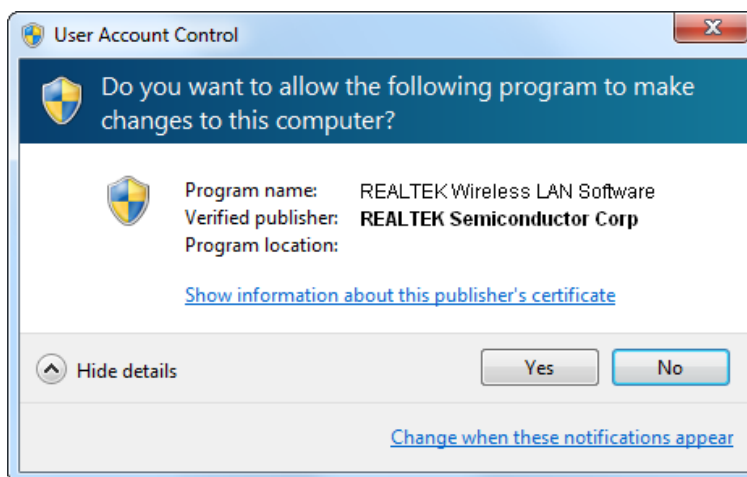 User Account Control
Do you want to allow the following program to make
changes to this computer?
Program name: REALTEK Wireless LAN Software
Verified publisher: REALTEK Semiconductor Corp
Program location:
Show information about this publisher's certificate
Hide details
Yes
No
Change when these notifications appear